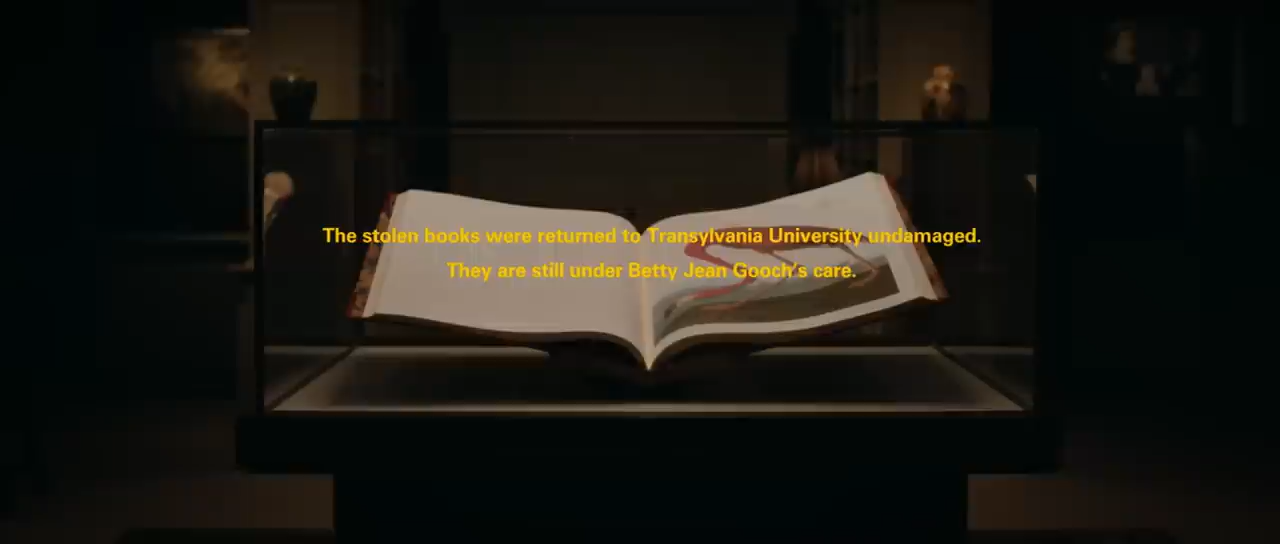 The stolen books were returned to Transylvania University undamaged.
They are still under Betty Jean Gooch's care.